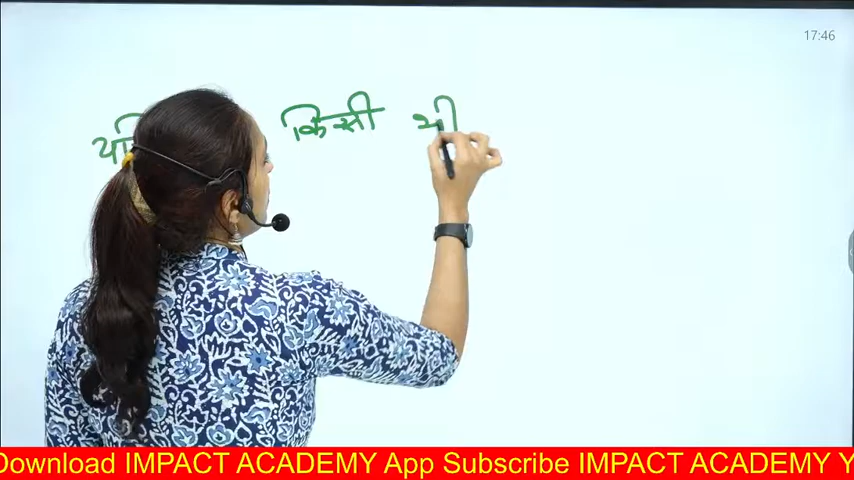 17:46
किसी भी
Download IMPACT ACADEMY App Subscribe IMPACT ACADEMY Y